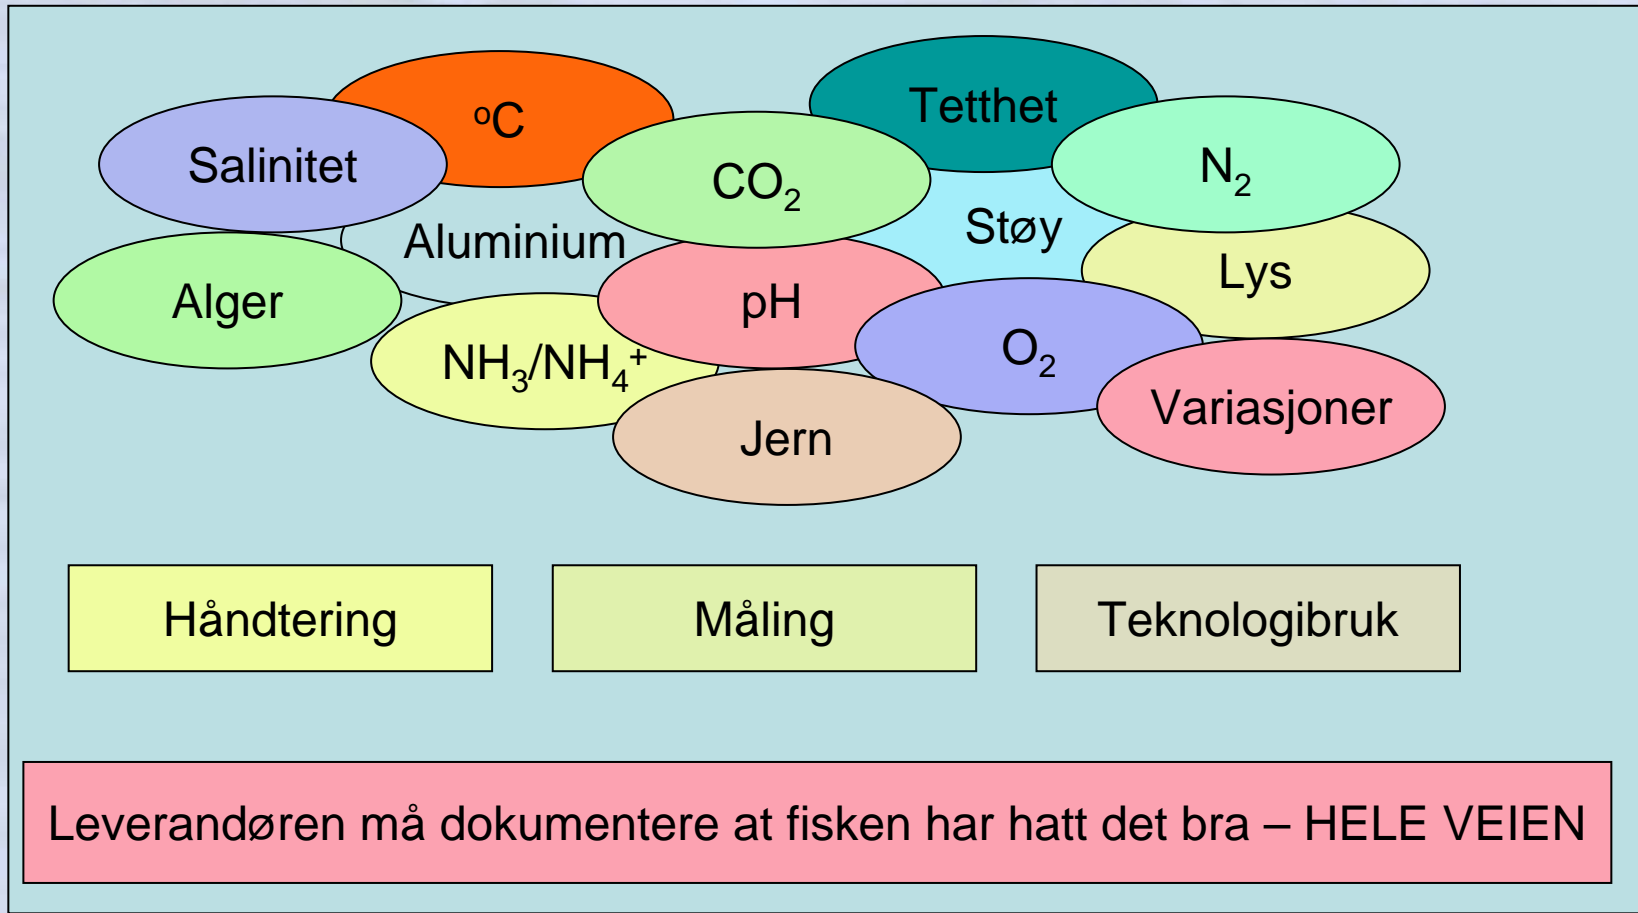 ºC
Tetthet
Salinitet
CO₂
N₂
Aluminium
Støy
Lys
Alger
pH
NH₃/NH₄⁺
O₂
Variasjoner
Jern
Håndtering
Måling
Teknologibruk
Leverandøren må dokumentere at fisken har hatt det bra – HELE VEIEN